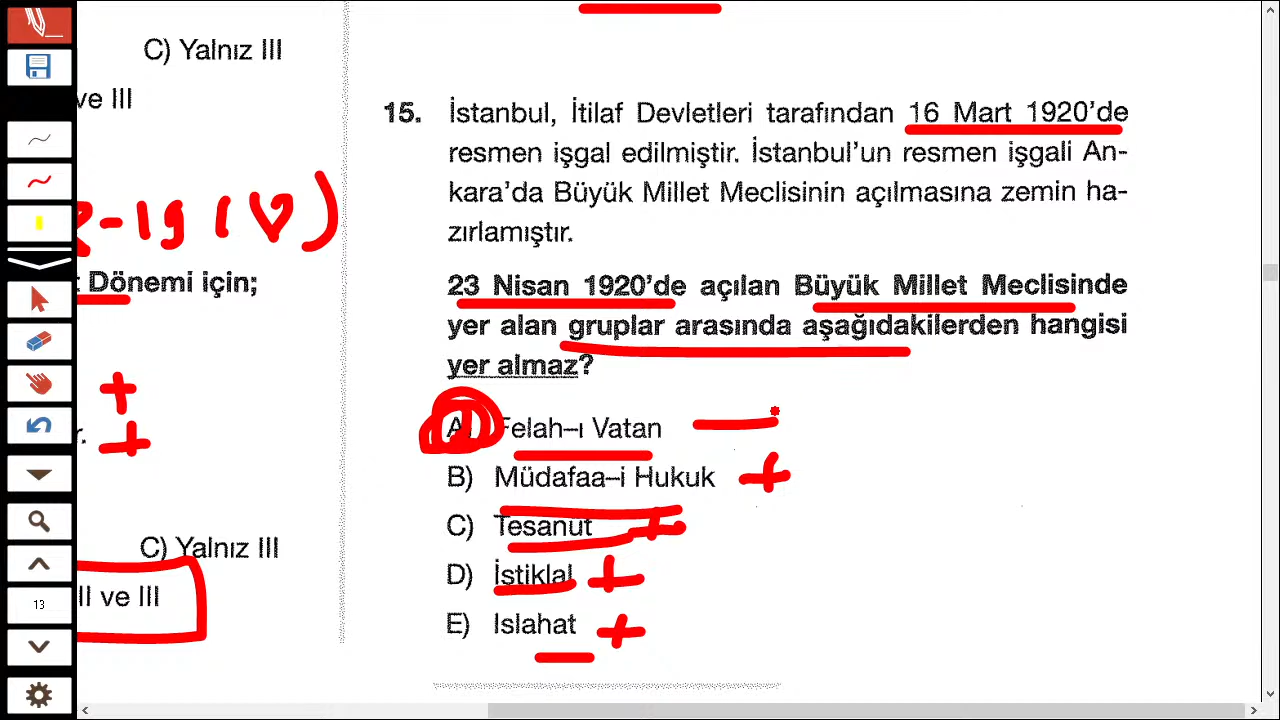 C) Yalnız III
ve III
-19 ( V )
t Dönemi için;
+
r. +
C) Yalnız III
II ve III
15. İstanbul, İtilaf Devletleri tarafından 16 Mart 1920’de
resmen işgal edilmiştir. İstanbul’un resmen işgali An-
kara’da Büyük Millet Meclisinin açılmasına zemin ha-
zırlamıştır.
23 Nisan 1920’de açılan Büyük Millet Meclisinde
yer alan gruplar arasında aşağıdakilerden hangisi
yer almaz?
A) Felah–ı Vatan
B) Müdafaa–i Hukuk +
C) Tesanut +
D) İstiklal +
E) Islahat +
13